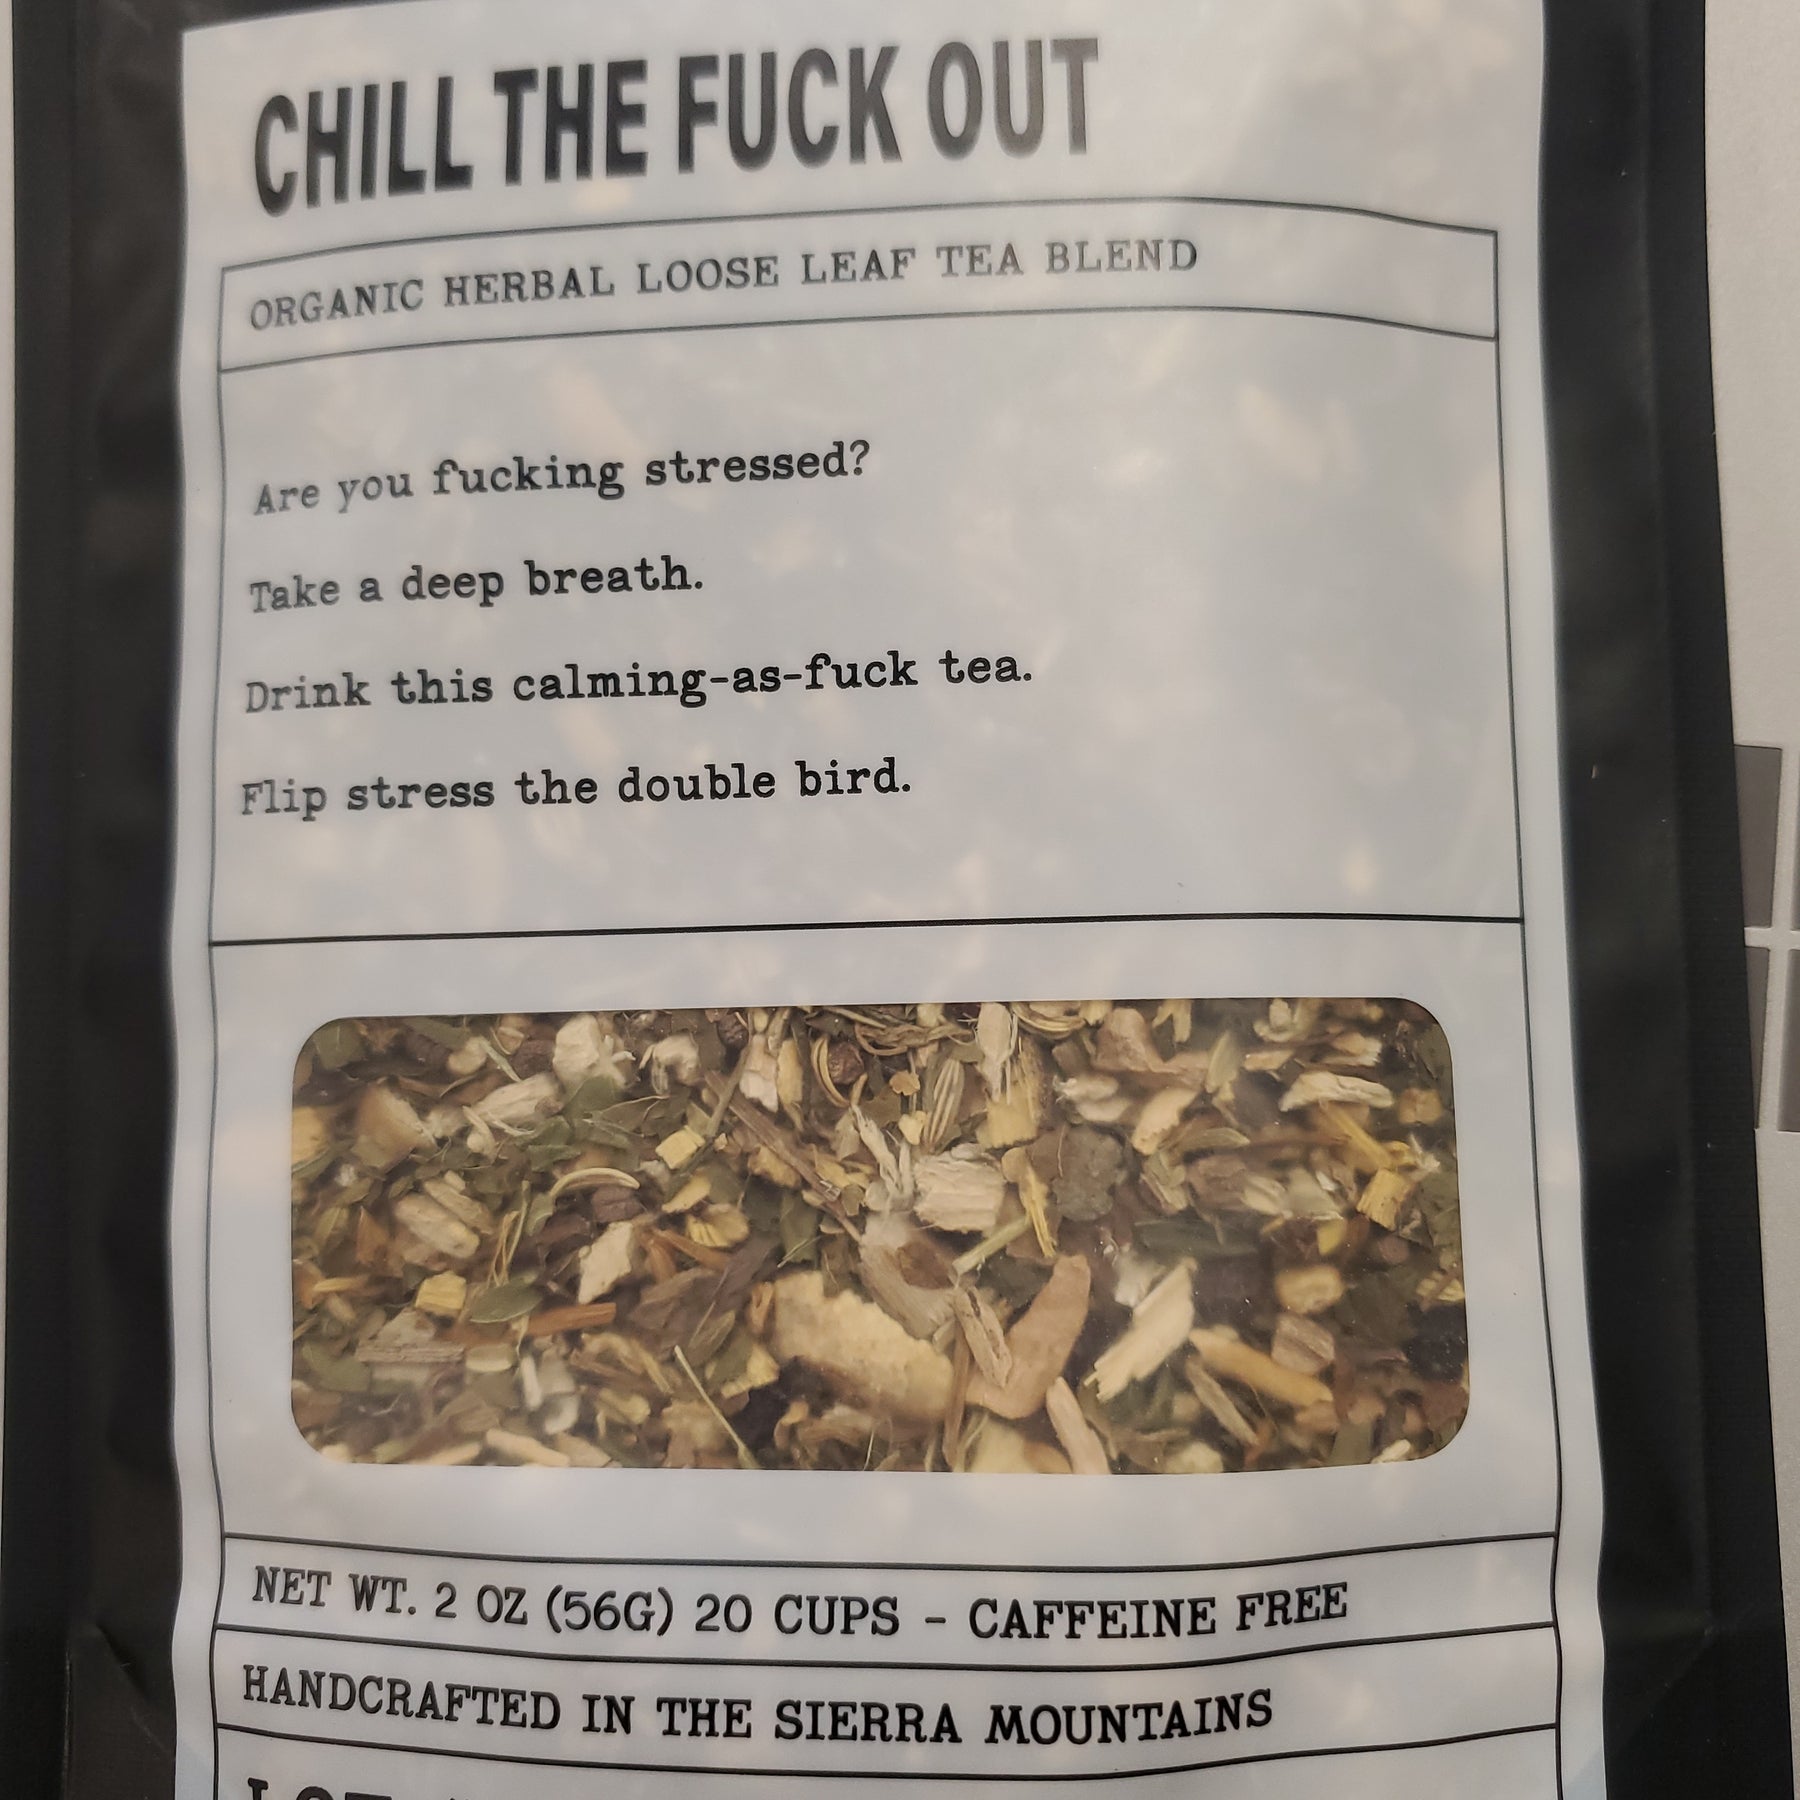 CHILL THE FUCK OUT
ORGANIC HERBAL LOOSE LEAF TEA BLEND
Are you fucking stressed?
Take a deep breath.
Drink this calming-as-fuck tea.
Flip stress the double bird.
NET WT. 2 OZ (56G) 20 CUPS - CAFFEINE FREE
HANDCRAFTED IN THE SIERRA MOUNTAINS